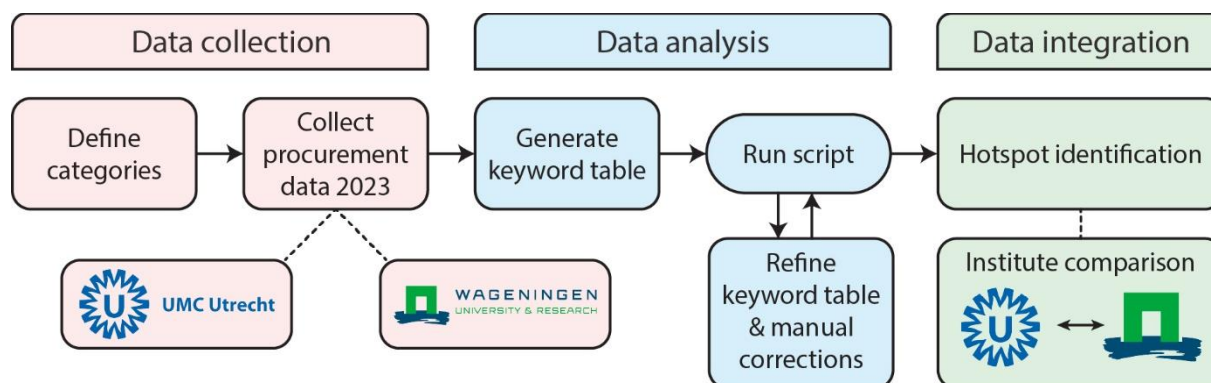 Data collection
Data analysis
Data integration
Define
categories
Collect
procurement
data 2023
Generate
keyword table
Run script
Hotspot identification
U
UMC Utrecht
WAGENINGEN
UNIVERSITY & RESEARCH
Refine
keyword table
& manual
corrections
Institute comparison
U